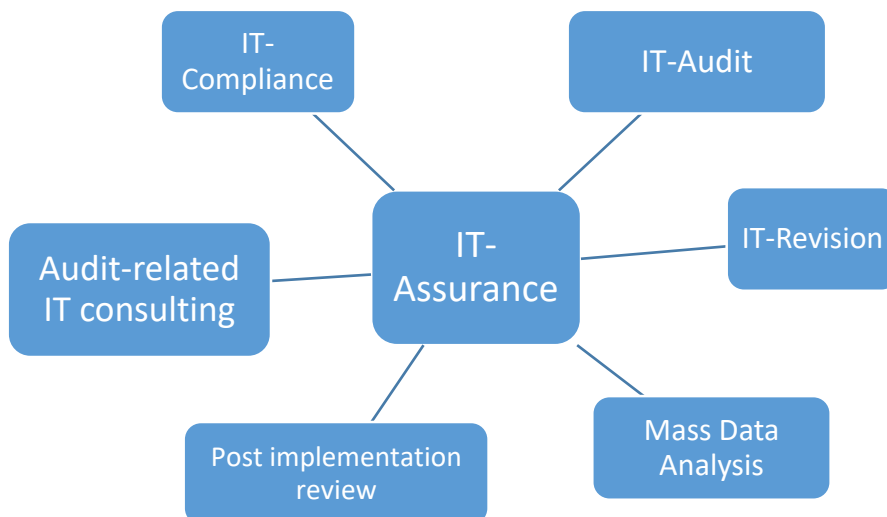 IT-
Compliance
IT-Audit
IT-
Assurance
IT-Revision
Audit-related
IT consulting
Mass Data
Analysis
Post implementation
review